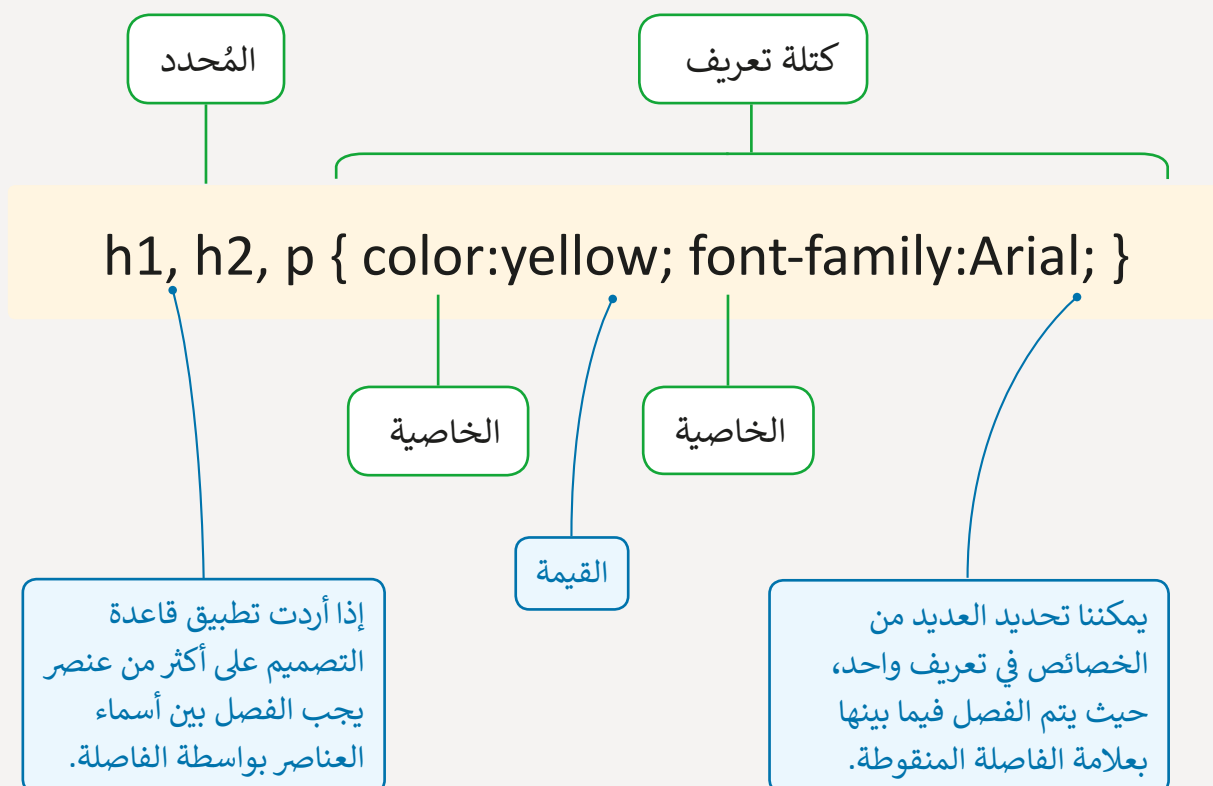 المُحدد
كتلة تعريف
h1, h2, p { color:yellow; font-family:Arial; }
الخاصية
الخاصية
القيمة
يمكننا تحديد العديد من
الخصائص في تعريف واحد،
حيث يتم الفصل فيما بينها
بعلامة الفاصلة المنقوطة.
إذا أردت تطبيق قاعدة
التصميم على أكثر من عنصر
يجب الفصل بين أسماء
العناصر بواسطة الفاصلة.